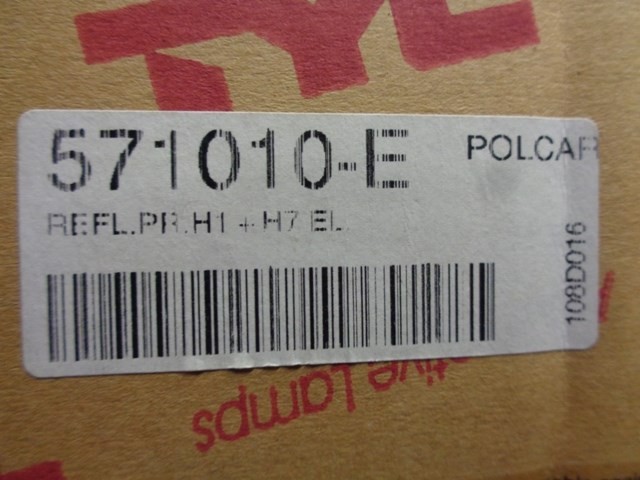 TYC
571010-E
POLCAR
REFL.PR.H1 + H7 EL.
108D016
Lamps